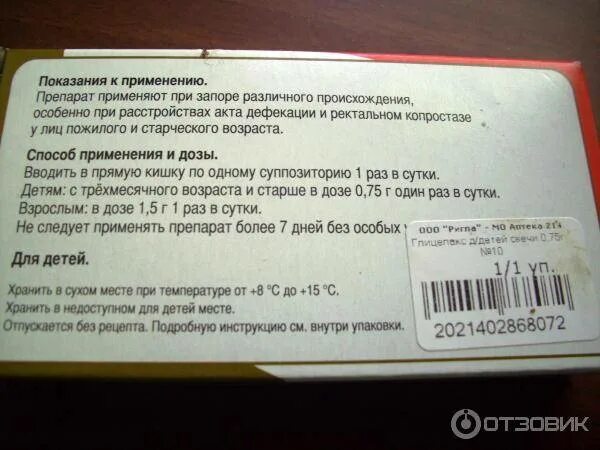 Показания к применению.
Препарат применяют при запоре различного происхождения,
особенно при расстройствах акта дефекации и ректальном копростазе
у лиц пожилого и старческого возраста.
Способ применения и дозы.
Вводить в прямую кишку по одному суппозиторию 1 раз в сутки.
Детям: с трёхмесячного возраста и старше в дозе 0,75 г один раз в сутки.
Взрослым: в дозе 1,5 г 1 раз в сутки.
Не следует применять препарат более 7 дней без особых
Для детей.
Хранить в сухом месте при температуре от +8 °С до +15 °С.
Хранить в недоступном для детей месте.
Отпускается без рецепта. Подробную инструкцию см. внутри упаковки.
ООО "Ригла" - МО Аптека 214
Глицелакс д/детей свечи 0,75г
№10
1/1 уп.
2021402868072
ОТЗОВИК